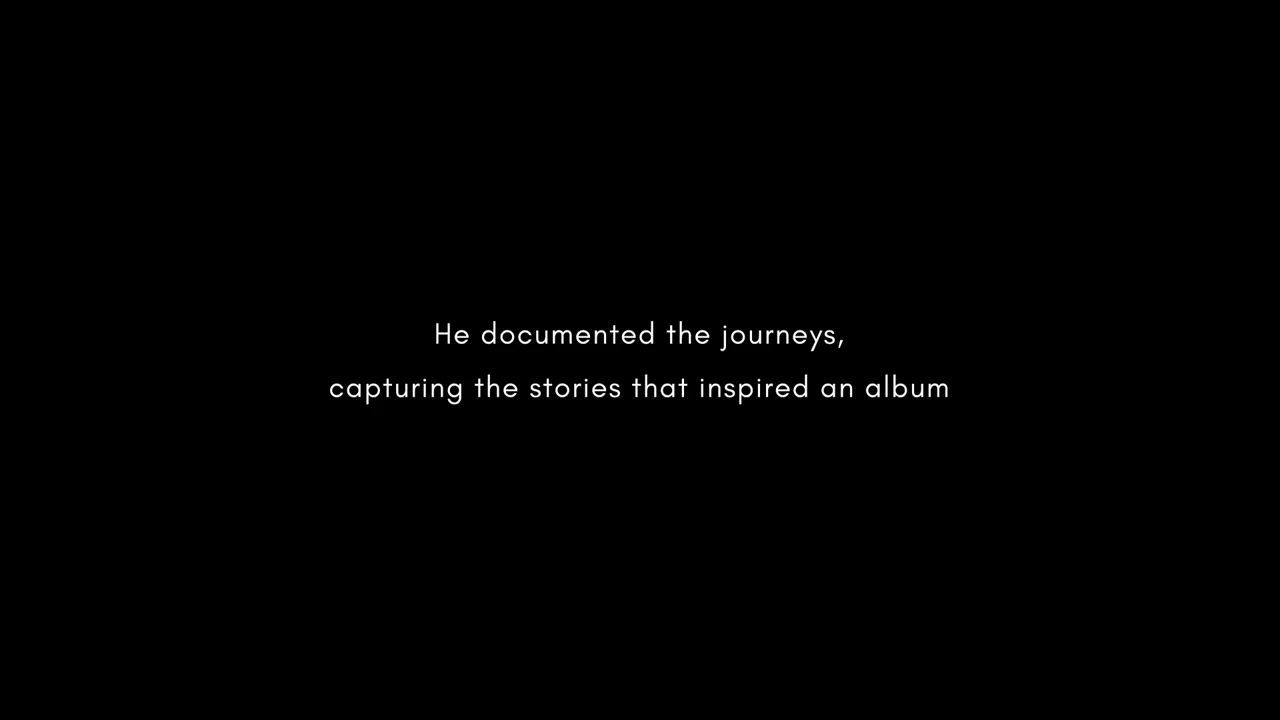 He documented the journeys,
capturing the stories that inspired an album